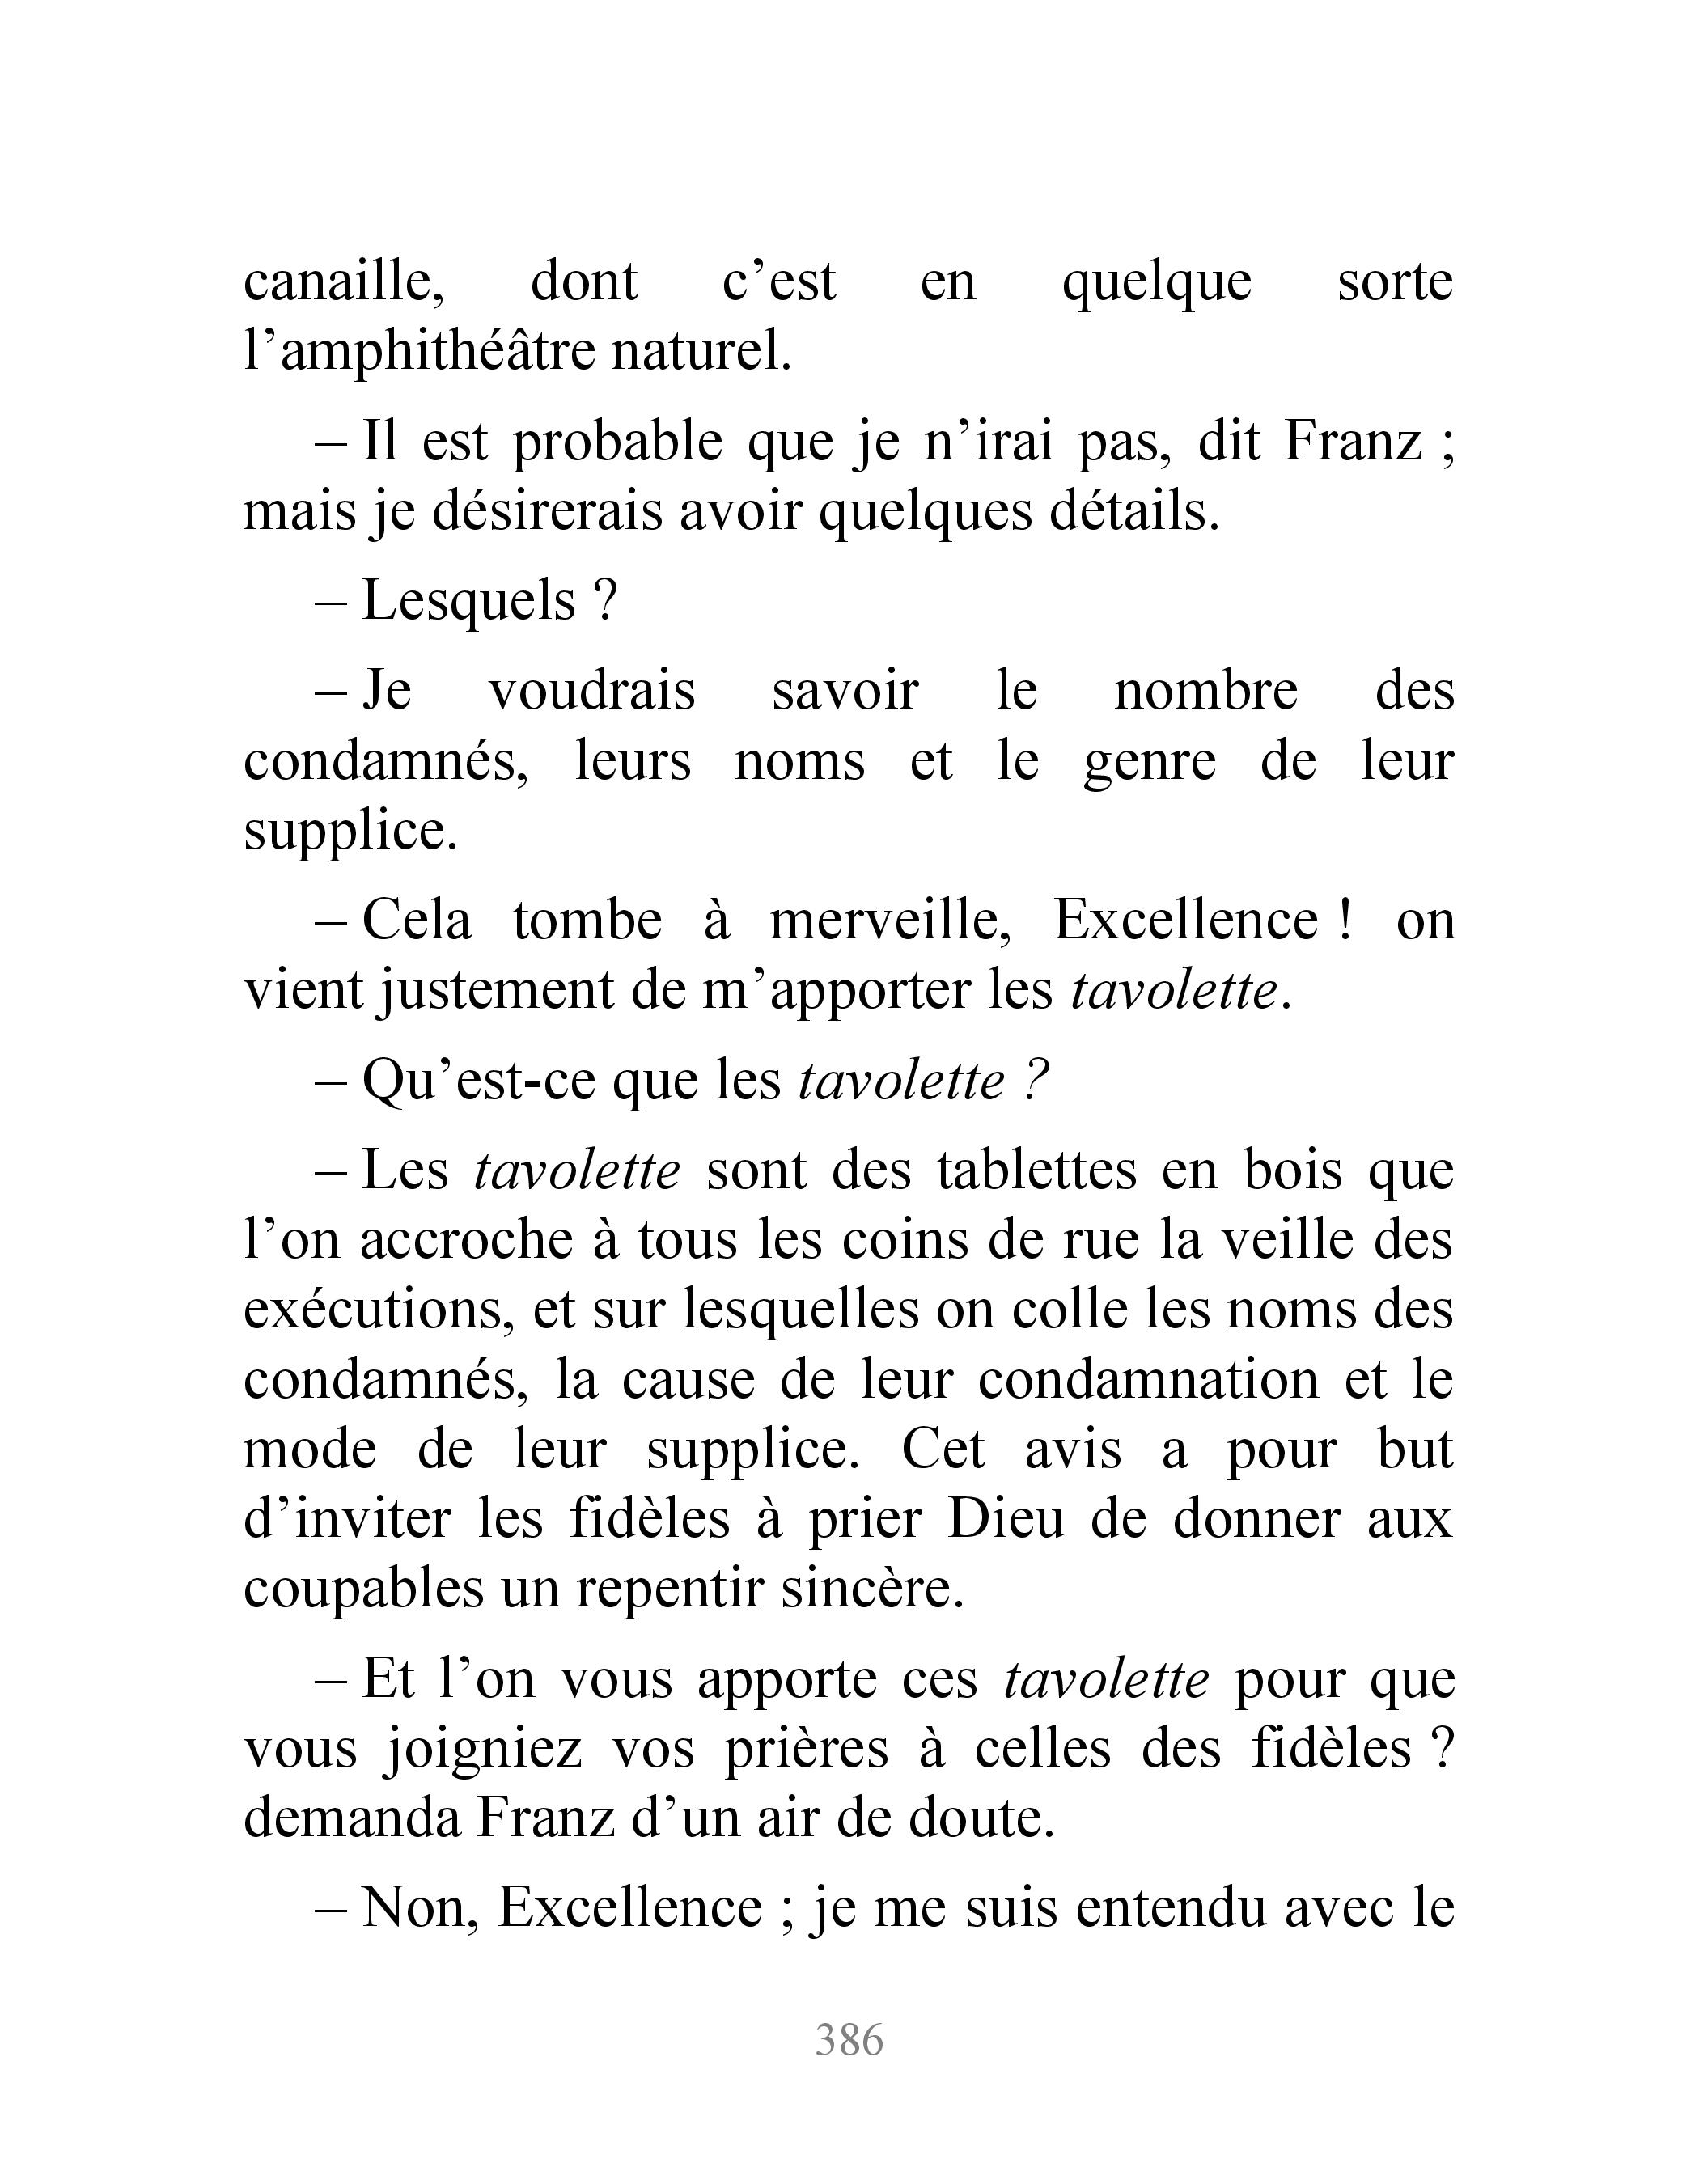 canaille, dont c’est en quelque sorte
l’amphithéâtre naturel.
– Il est probable que je n’irai pas, dit Franz ;
mais je désirerais avoir quelques détails.
– Lesquels ?
– Je voudrais savoir le nombre des
condamnés, leurs noms et le genre de leur
supplice.
– Cela tombe à merveille, Excellence ! on
vient justement de m’apporter les tavolette.
– Qu’est-ce que les tavolette ?
– Les tavolette sont des tablettes en bois que
l’on accroche à tous les coins de rue la veille des
exécutions, et sur lesquelles on colle les noms des
condamnés, la cause de leur condamnation et le
mode de leur supplice. Cet avis a pour but
d’inviter les fidèles à prier Dieu de donner aux
coupables un repentir sincère.
– Et l’on vous apporte ces tavolette pour que
vous joigniez vos prières à celles des fidèles ?
demanda Franz d’un air de doute.
– Non, Excellence ; je me suis entendu avec le
386